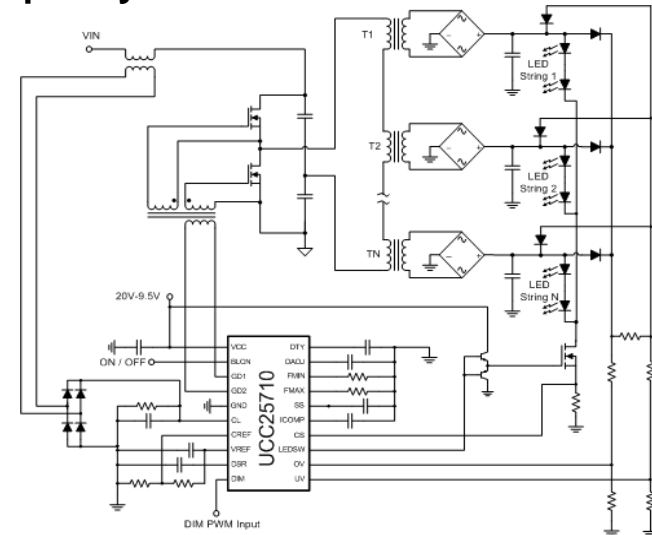 VIN
T1
LED
String 1
T2
LED
String 2
TN
LED
String N
20V-9.5V
ON / OFF
UCC25710
VCC
BLON
GD1
GD2
GND
CL
CREF
VREF
DSR
DIM
DTY
DADJ
FMIN
FMAX
SS
ICOMP
CS
LEDSW
OV
UV
DIM PWM Input